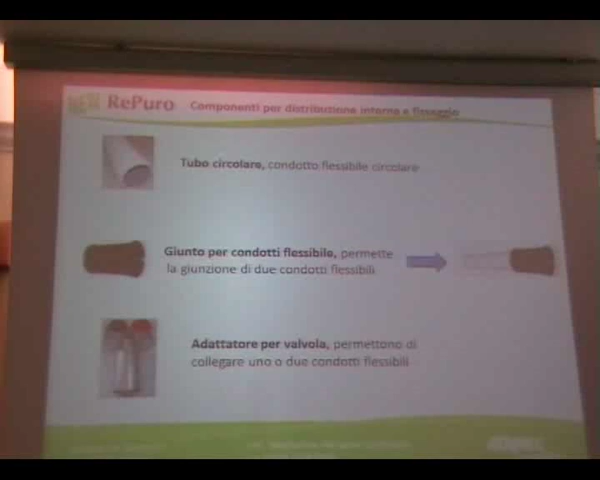 RePuro Componenti per distribuzione interna e fissaggio
Tubo circolare, condotto flessibile circolare
Giunto per condotti flessibile, permette
la giunzione di due condotti flessibili
Adattatore per valvola, permettono di
collegare uno o due condotti flessibili